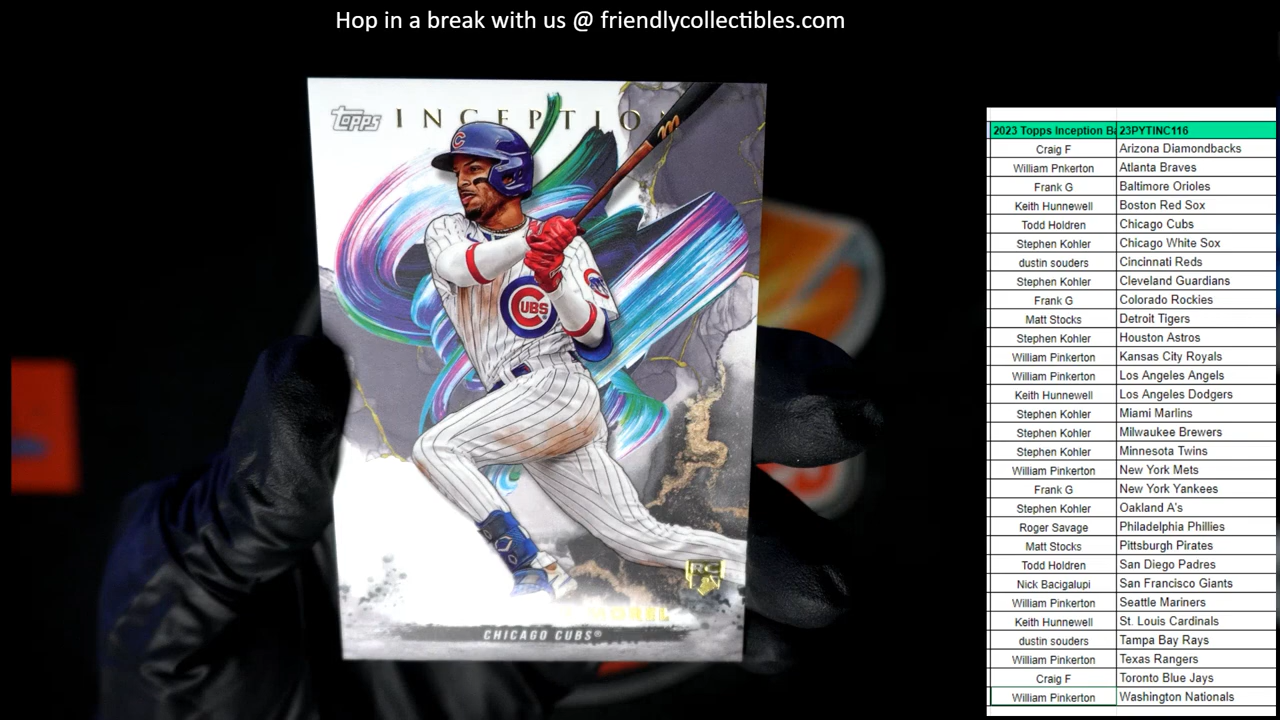 Hop in a break with us @ friendlycollectibles.com
Topps INCEPTION
CUBS
RC
MOREL
CHICAGO CUBS®
2023 Topps Inception Ba 23PYTINC116
Craig F Arizona Diamondbacks
William Pnkerton Atlanta Braves
Frank G Baltimore Orioles
Keith Hunnewell Boston Red Sox
Todd Holdren Chicago Cubs
Stephen Kohler Chicago White Sox
dustin souders Cincinnati Reds
Stephen Kohler Cleveland Guardians
Frank G Colorado Rockies
Matt Stocks Detroit Tigers
Stephen Kohler Houston Astros
William Pinkerton Kansas City Royals
William Pinkerton Los Angeles Angels
Keith Hunnewell Los Angeles Dodgers
Stephen Kohler Miami Marlins
Stephen Kohler Milwaukee Brewers
Stephen Kohler Minnesota Twins
William Pinkerton New York Mets
Frank G New York Yankees
Stephen Kohler Oakland A's
Roger Savage Philadelphia Phillies
Matt Stocks Pittsburgh Pirates
Todd Holdren San Diego Padres
Nick Bacigalupi San Francisco Giants
William Pinkerton Seattle Mariners
Keith Hunnewell St. Louis Cardinals
dustin souders Tampa Bay Rays
William Pinkerton Texas Rangers
Craig F Toronto Blue Jays
William Pinkerton Washington Nationals